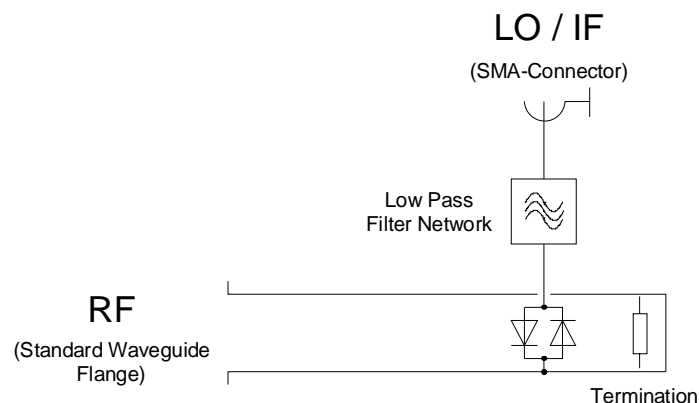 LO / IF
(SMA-Connector)
Low Pass
Filter Network
RF
(Standard Waveguide
Flange)
Termination